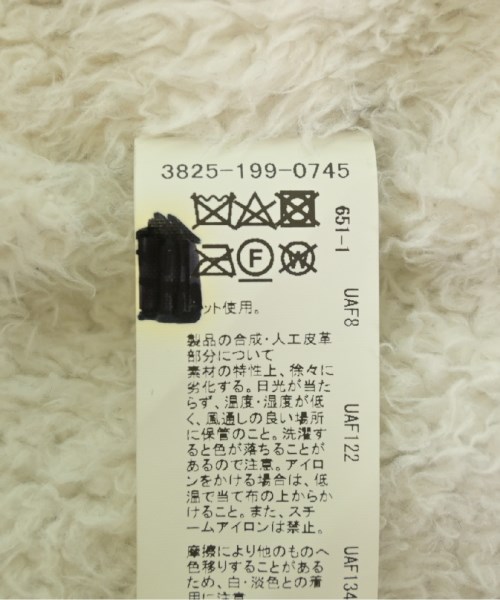 3825-199-0745
F
W
651-1
ット使用。
製品の合成・人工皮革
部分について
素材の特性上、徐々に
劣化する。日光が当た
らず、温度・湿度が低
く、風通しの良い場所
に保管のこと。洗濯す
ると色が落ちることが
あるので注意。アイロ
ンをかける場合は、低
温で当て布の上からか
けること。また、スチ
ームアイロンは禁止。
摩擦により他のものへ
色移りすることがある
ため、白・淡色との着
用に注意
UAF8
UAF122
UAF134